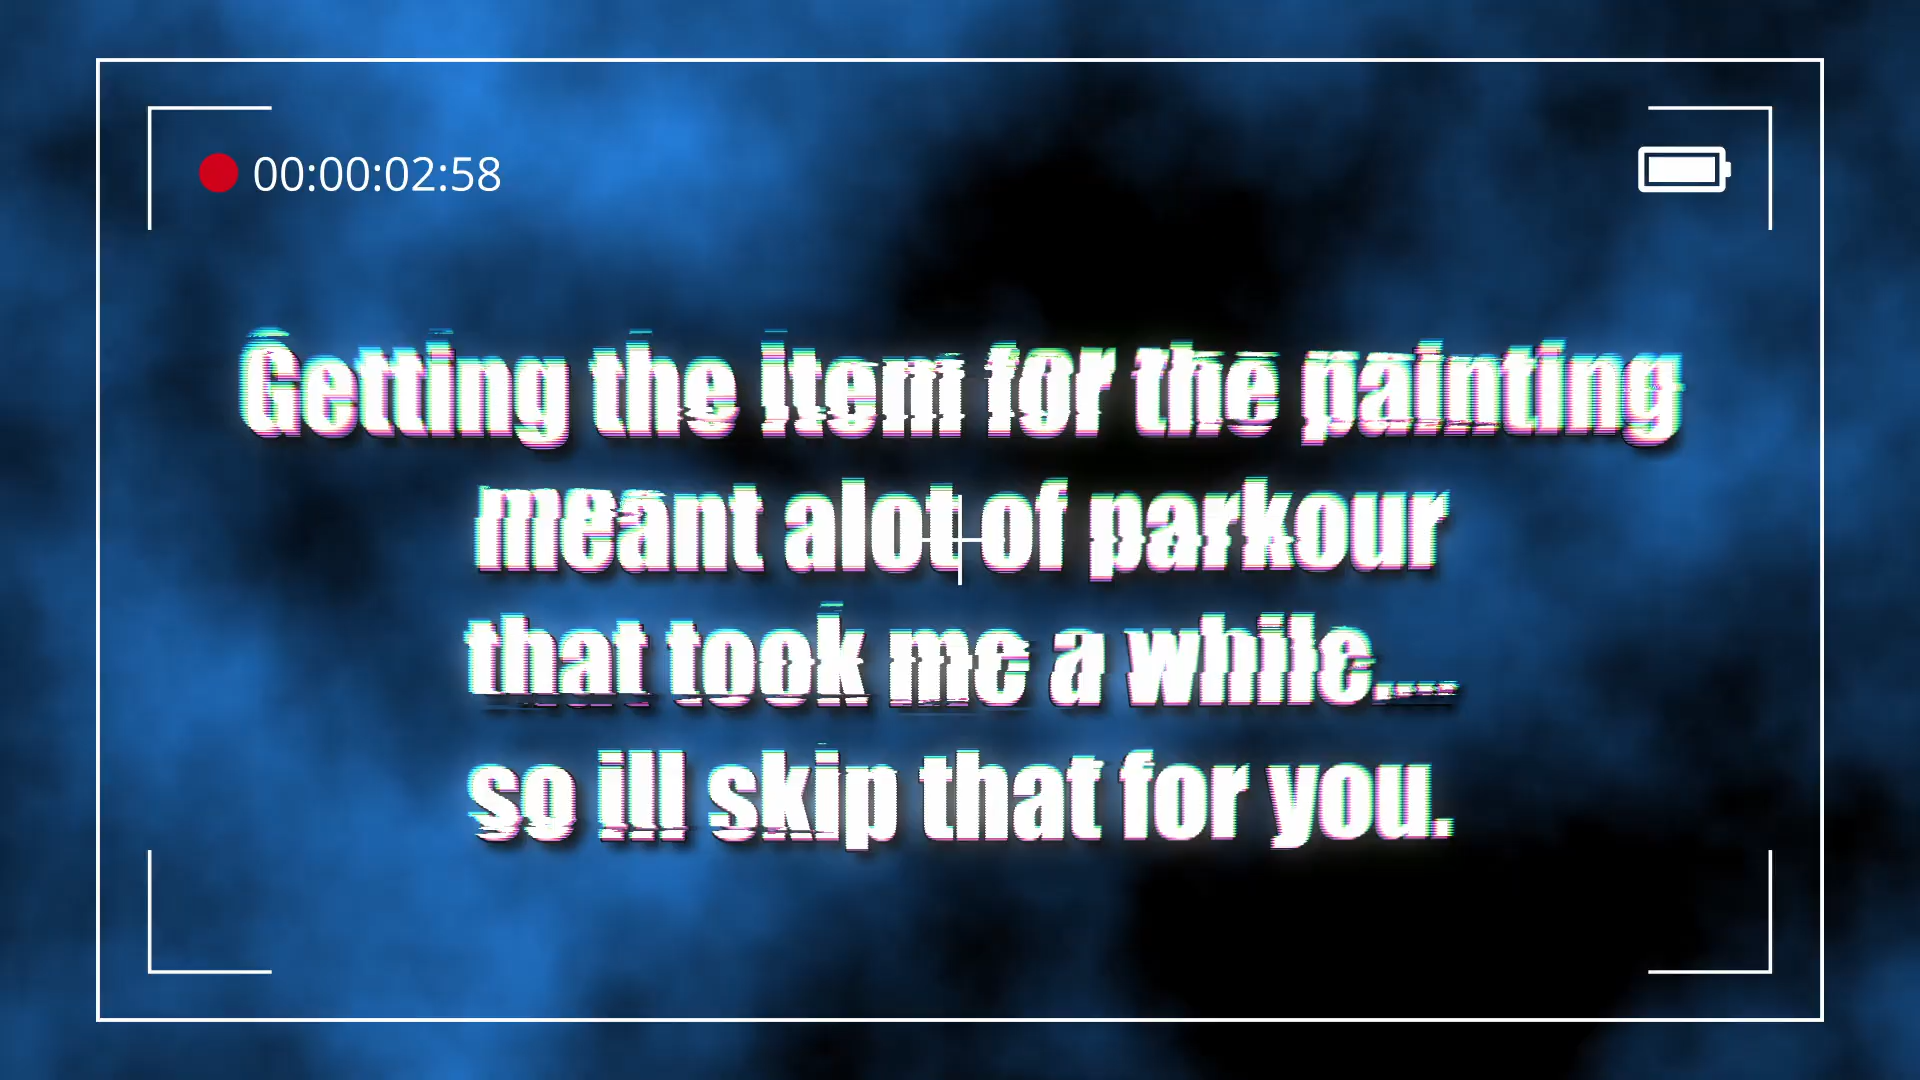 00:00:02:58
Getting the item for the painting
meant alot of parkour
that took me a while....
so ill skip that for you.